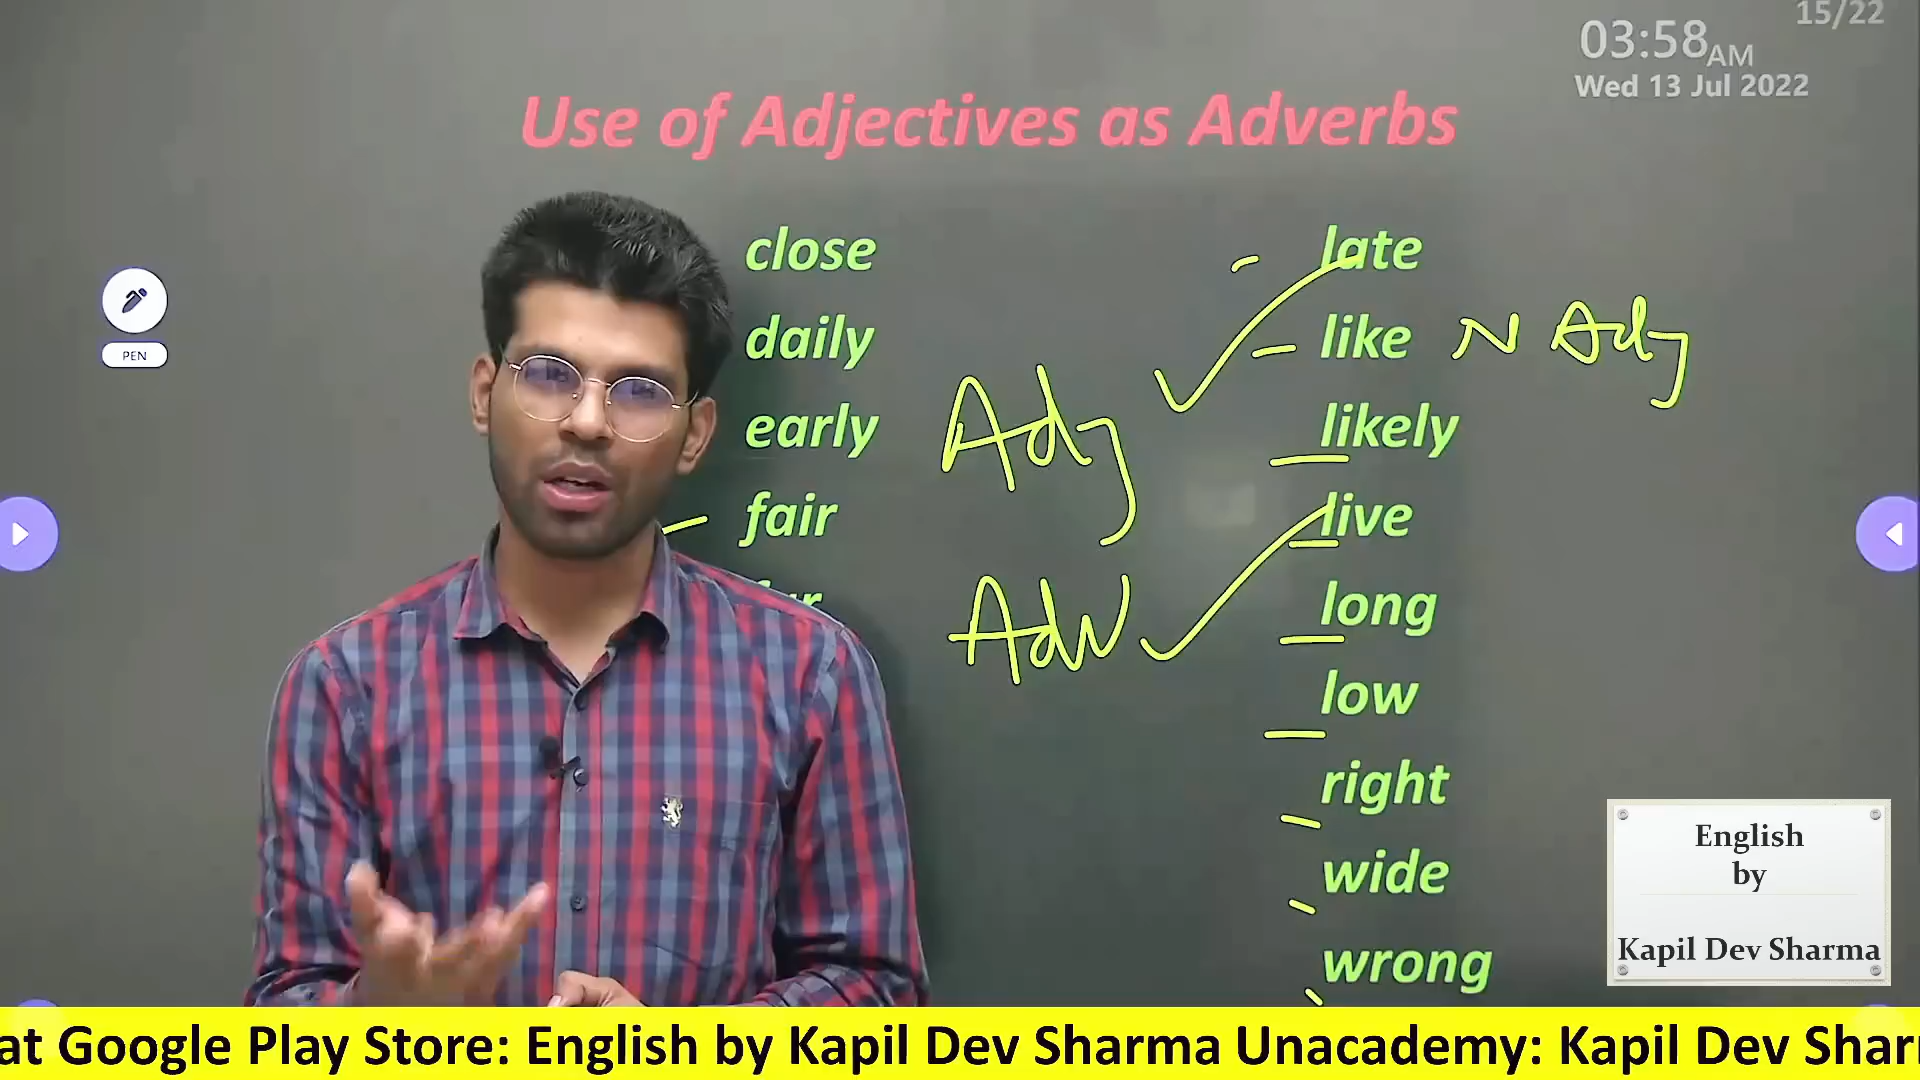 15/22
03:58 AM
Wed 13 Jul 2022
Use of Adjectives as Adverbs
close
daily
early
fair
late
like N Adj
likely
live
long
low
right
wide
wrong
Adj
Adv
PEN
English
by
Kapil Dev Sharma
at Google Play Store: English by Kapil Dev Sharma Unacademy: Kapil Dev Shar